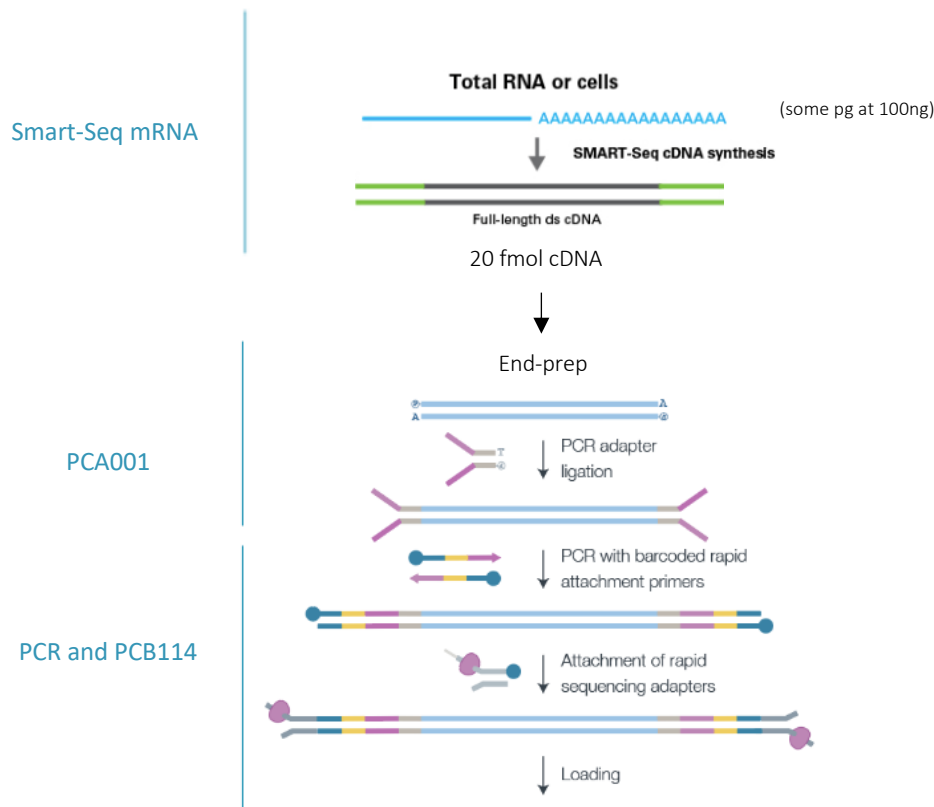 Total RNA or cells
(some pg at 100ng)
AAAAAAAAAAAAAAAAA
Smart-Seq mRNA
SMART-Seq cDNA synthesis
Full-length ds cDNA
20 fmol cDNA
End-prep
P A
A
PCA001
PCR adapter
T
ligation
PCR with barcoded rapid
attachment primers
PCR and PCB114
Attachment of rapid
sequencing adapters
Loading